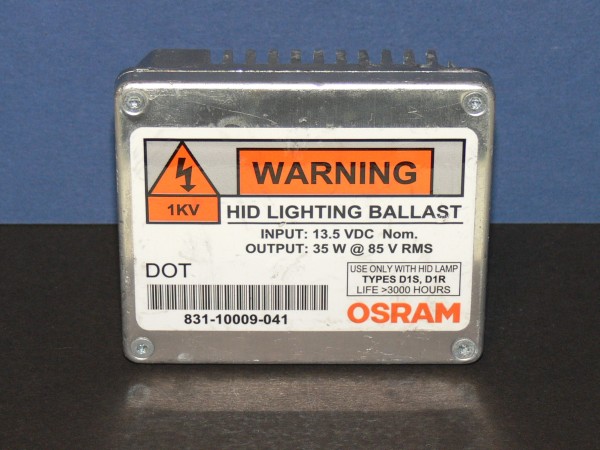 WARNING
1KV
HID LIGHTING BALLAST
INPUT: 13.5 VDC Nom.
OUTPUT: 35 W @ 85 V RMS
DOT
USE ONLY WITH HID LAMP
TYPES D1S, D1R
LIFE >3000 HOURS
831-10009-041
OSRAM